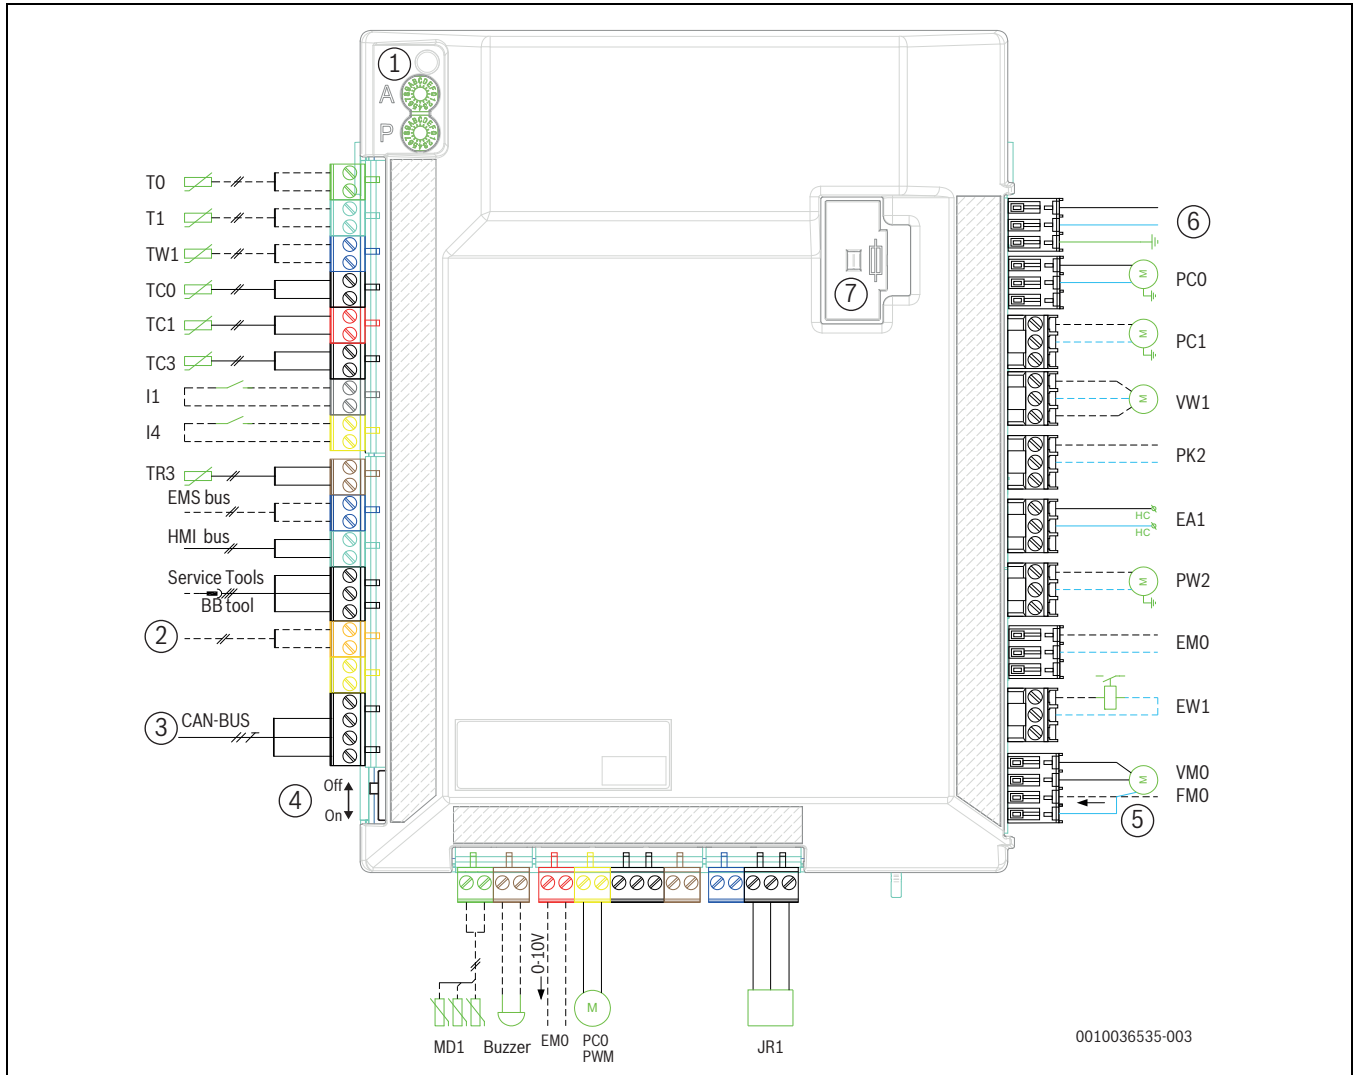 1
A
P
T0
T1
TW1
TC0
TC1
TC3
I1
I4
TR3
EMS bus
HMI bus
Service Tools
BB tool
2
3 CAN-BUS
4 Off
On
7
6
M PC0
M PC1
M VW1
PK2
HC
HC
EA1
M PW2
EM0
EW1
M VM0
FM0
5
0-10V
M
MD1
Buzzer
EM0
PC0
PWM
JR1
0010036535-003